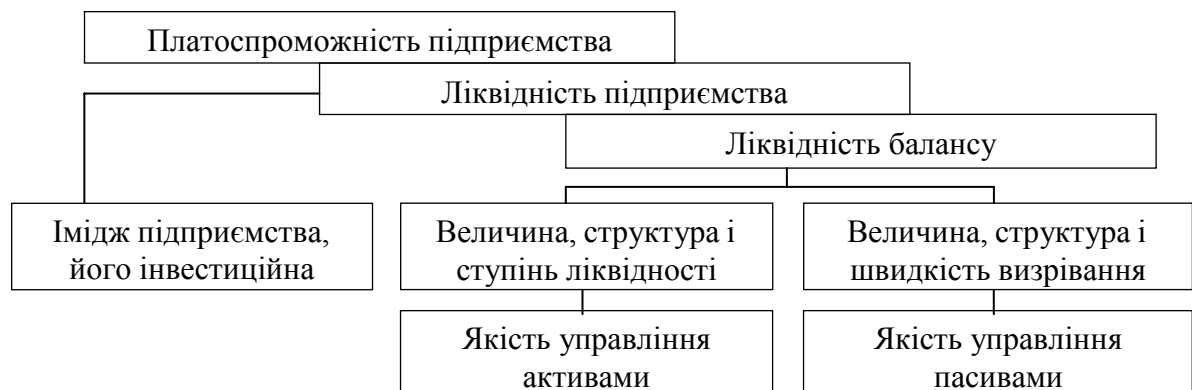 Платоспроможність підприємства
Ліквідність підприємства
Ліквідність балансу
Імідж підприємства,
його інвестиційна
Величина, структура і
ступінь ліквідності
Величина, структура і
швидкість визрівання
Якість управління
активами
Якість управління
пасивами